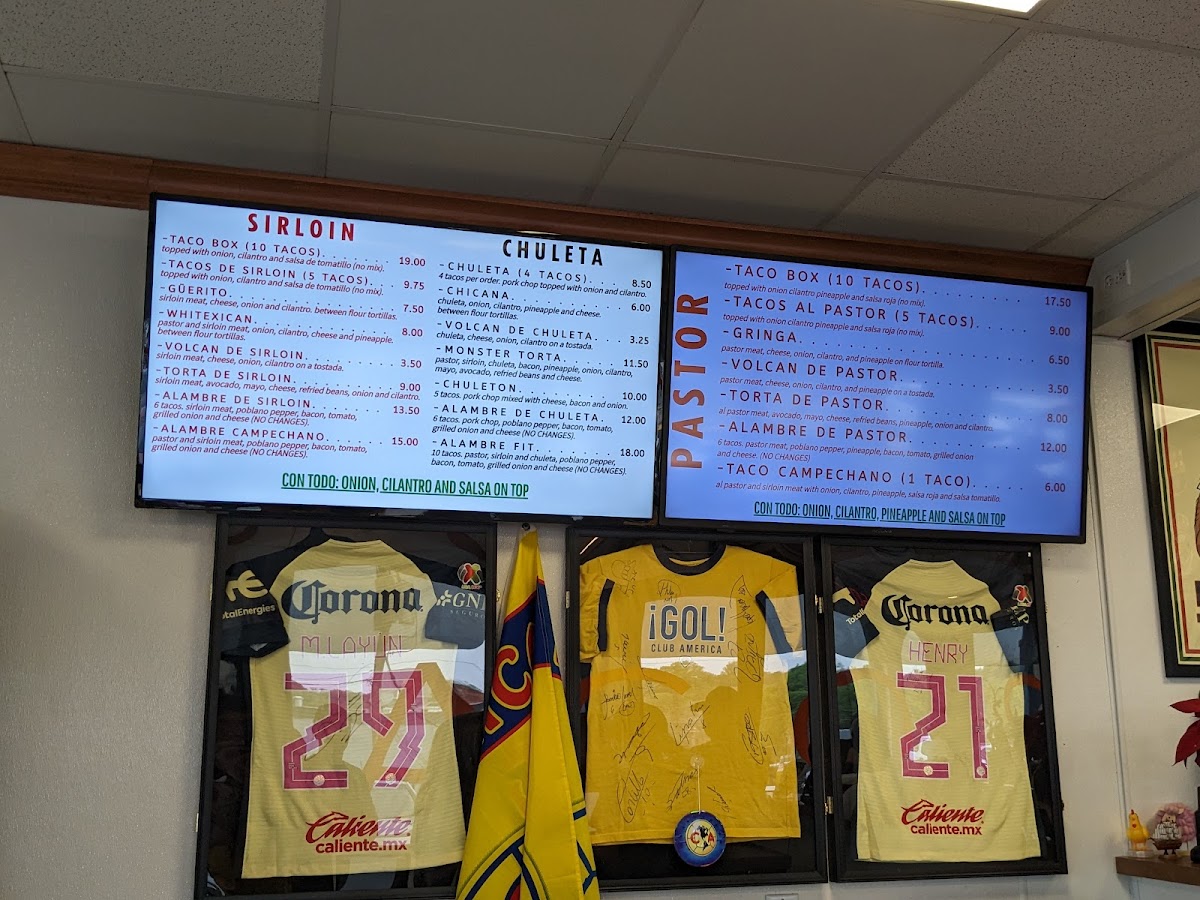 SIRLOIN
-TACO BOX (10 TACOS). . . . . . . . 19.00
topped with onion, cilantro and salsa de tomatillo (no mix).
-TACOS DE SIRLOIN (5 TACOS). . . 9.75
topped with onion, cilantro and salsa de tomatillo (no mix).
-GÜERITO. . . . . . . . . . . . . . . . 7.50
sirloin meat, cheese, onion and cilantro. between flour tortillas.
-WHITEXICAN. . . . . . . . . . . . . 8.00
pastor and sirloin meat, onion, cilantro, cheese and pineapple.
between flour tortillas.
-VOLCAN DE SIRLOIN. . . . . . . . 3.50
sirloin meat, cheese, onion, cilantro on a tostada.
-TORTA DE SIRLOIN. . . . . . . . . 9.00
sirloin meat, avocado, mayo, cheese, refried beans, onion and cilantro.
-ALAMBRE DE SIRLOIN. . . . . . . 13.50
6 tacos. sirloin meat, poblano pepper, bacon, tomato,
grilled onion and cheese (NO CHANGES).
-ALAMBRE CAMPECHANO. . . . . . 15.00
pastor and sirloin meat, poblano pepper, bacon, tomato,
grilled onion and cheese (NO CHANGES).
CHULETA
-CHULETA (4 TACOS) . . . . 8.50
4 tacos per order. pork chop topped with onion and cilantro.
-CHICANA. . . . . . . . . . . . 6.00
chuleta, onion, cilantro, pineapple and cheese.
between flour tortillas.
-VOLCAN DE CHULETA. . . . 3.25
chuleta, cheese, onion, cilantro on a tostada.
-MONSTER TORTA. . . . . . . 11.50
pastor, sirloin, chuleta, bacon, pineapple, onion, cilantro,
mayo, avocado, refried beans and cheese.
-CHULETON. . . . . . . . . . . 10.00
5 tacos. pork chop mixed with cheese, bacon and onion.
-ALAMBRE DE CHULETA. . . 12.00
6 tacos. pork chop, poblano pepper, bacon, tomato,
grilled onion and cheese (NO CHANGES).
-ALAMBRE FIT. . . . . . . . . 18.00
10 tacos. pastor, sirloin and chuleta, poblano pepper,
bacon, tomato, grilled onion and cheese (NO CHANGES).
CON TODO: ONION, CILANTRO AND SALSA ON TOP
PASTOR
-TACO BOX (10 TACOS). . . . . . . . . . 17.50
topped with onion cilantro pineapple and salsa roja (no mix).
-TACOS AL PASTOR (5 TACOS). . . . . 9.00
topped with onion cilantro pineapple and salsa roja (no mix).
-GRINGA. . . . . . . . . . . . . . . . . . . . 6.50
pastor meat, cheese, onion, cilantro, and pineapple on flour tortilla.
-VOLCAN DE PASTOR. . . . . . . . . . . . 3.50
pastor meat, cheese, onion, cilantro, and pineapple on a tostada.
-TORTA DE PASTOR. . . . . . . . . . . . . 8.00
al pastor meat, avocado, mayo, cheese, refried beans, pineapple, onion and cilantro.
-ALAMBRE DE PASTOR. . . . . . . . . . . 12.00
6 tacos. pastor meat, poblano pepper, pineapple, bacon, tomato, grilled onion
and cheese. (NO CHANGES)
-TACO CAMPECHANO (1 TACO). . . . . 6.00
al pastor and sirloin meat with onion, cilantro, pineapple, salsa roja and salsa tomatillo.
CON TODO: ONION, CILANTRO, PINEAPPLE AND SALSA ON TOP
TotalEnergies
Corona
GNP
SEGUROS
M. LAYUN
29
Caliente
caliente.mx
¡GOL!
CLUB AMERICA
CA
Total
Corona
HENRY
21
Caliente
caliente.mx